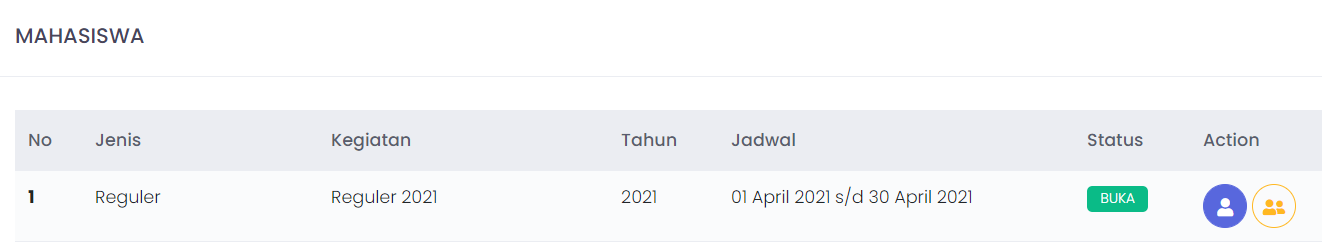 MAHASISWA
No Jenis Kegiatan Tahun Jadwal Status Action
1 Reguler Reguler 2021 2021 01 April 2021 s/d 30 April 2021 BUKA